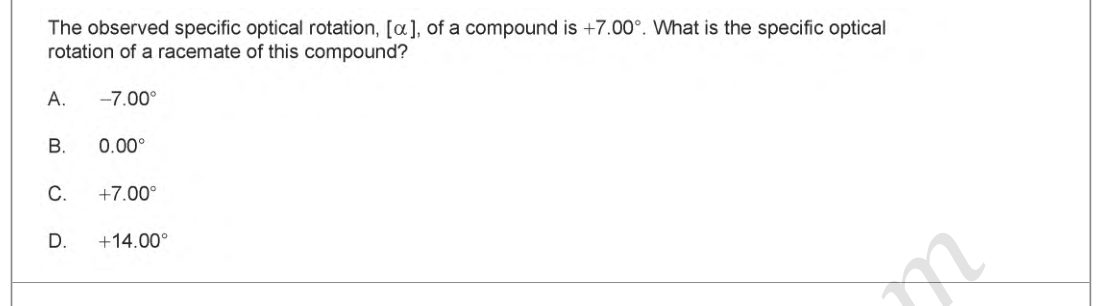 The observed specific optical rotation, [α], of a compound is +7.00°. What is the specific optical
rotation of a racemate of this compound?
A. –7.00°
B. 0.00°
C. +7.00°
D. +14.00°
m